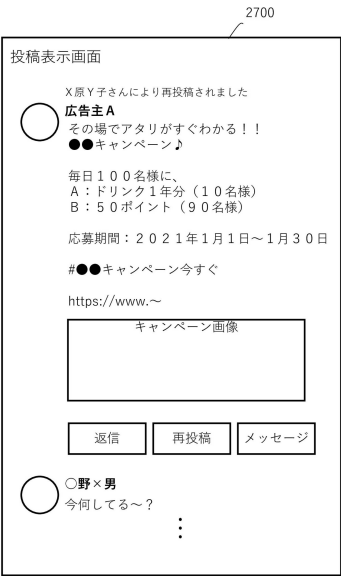 2700
投稿表示画面
X原Y子さんにより再投稿されました
広告主A
その場でアタリがすぐわかる！！
●●キャンペーン♪
毎日１００名様に、
A：ドリンク１年分（１０名様）
B：５０ポイント（９０名様）
応募期間：２０２１年１月１日～１月３０日
#●●キャンペーン今すぐ
https://www.～
キャンペーン画像
返信
再投稿
メッセージ
○野×男
今何してる～？